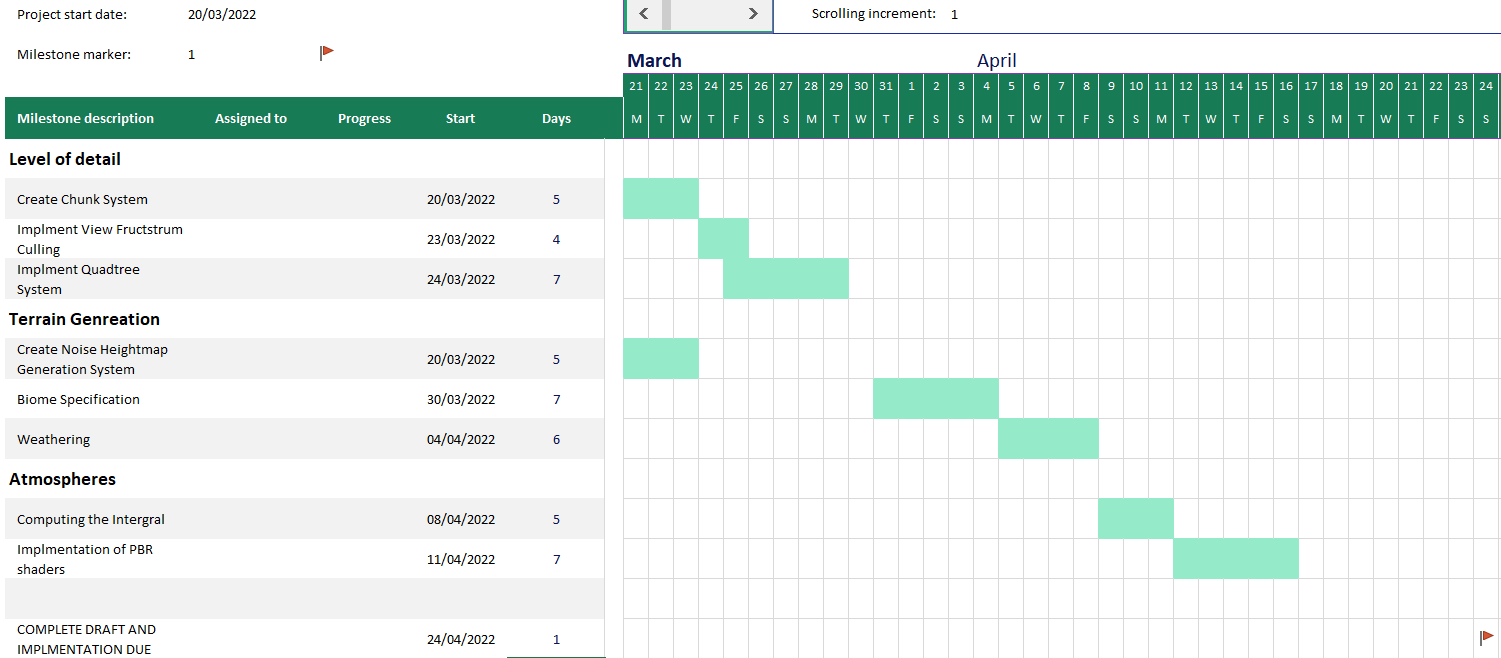 Project start date: 20/03/2022 Scrolling increment: 1
Milestone marker: 1
March April
21 22 23 24 25 26 27 28 29 30 31 1 2 3 4 5 6 7 8 9 10 11 12 13 14 15 16 17 18 19 20 21 22 23 24
Milestone description Assigned to Progress Start Days M T W T F S S M T W T F S S M T W T F S S M T W T F S S M T W T F S S
Level of detail
Create Chunk System 20/03/2022 5
Implment View Fructstrum
Culling 23/03/2022 4
Implment Quadtree
System 24/03/2022 7
Terrain Genreation
Create Noise Heightmap
Generation System 20/03/2022 5
Biome Specification 30/03/2022 7
Weathering 04/04/2022 6
Atmospheres
Computing the Intergral 08/04/2022 5
Implmentation of PBR
shaders 11/04/2022 7
COMPLETE DRAFT AND
IMPLMENTATION DUE 24/04/2022 1